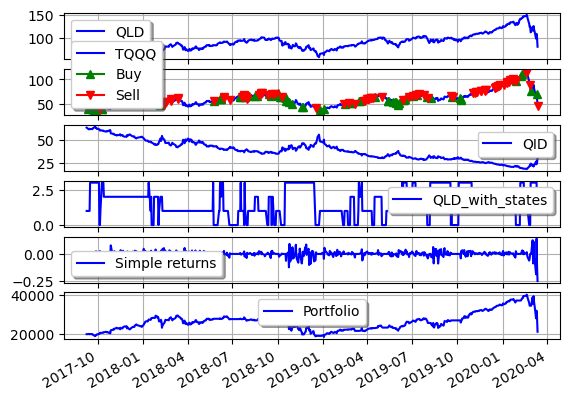 150
100
QLD
TQQQ
Buy
Sell
100
50
50
25
QID
2.5
0.0
QLD_with_states
0.00
−0.25
Simple returns
40000
20000
Portfolio
2017-10
2018-01
2018-04
2018-07
2018-10
2019-01
2019-04
2019-07
2019-10
2020-01
2020-04